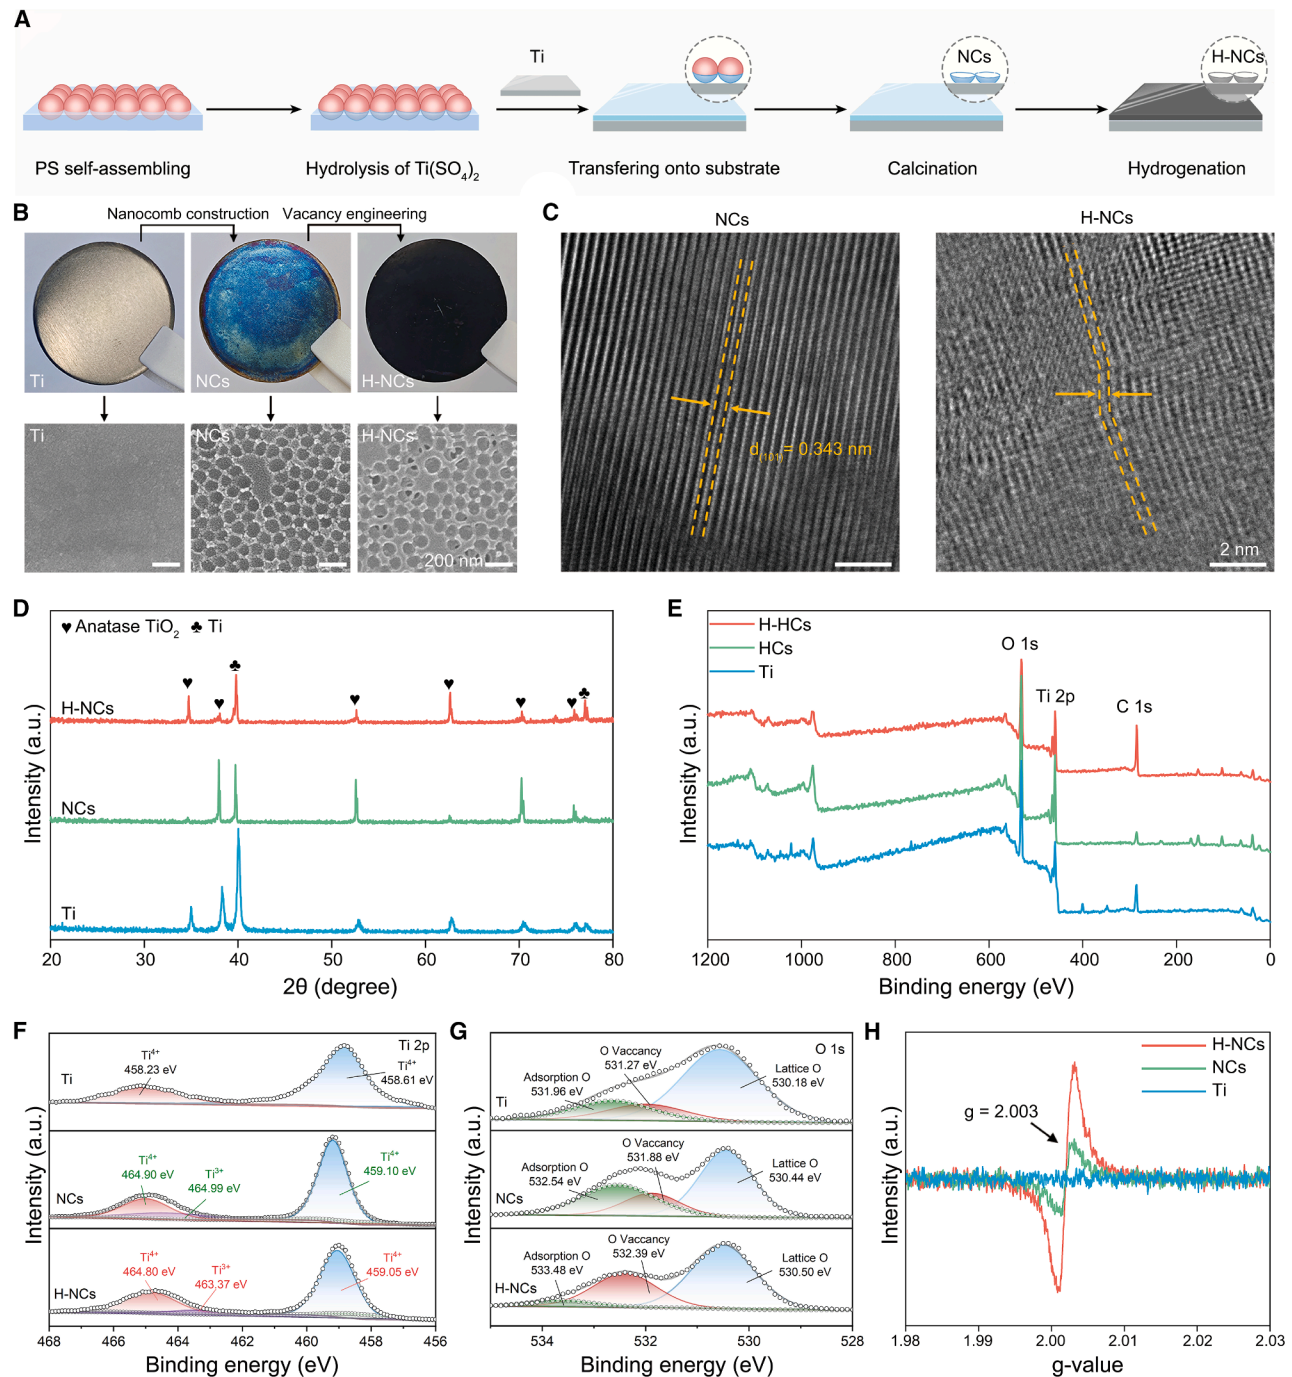 A
Ti
NCs
H-NCs
PS self-assembling
Hydrolysis of Ti(SO4)2
Transfering onto substrate
Calcination
Hydrogenation
B
Nanocomb construction
Vacancy engineering
Ti
NCs
H-NCs
Ti
NCs
H-NCs
200 nm
C
NCs
H-NCs
d(101)= 0.343 nm
2 nm
D
♥ Anatase TiO2 ♣ Ti
H-NCs
NCs
Ti
Intensity (a.u.)
20 30 40 50 60 70 80
2θ (degree)
E
H-HCs
HCs
Ti
O 1s
Ti 2p
C 1s
Intensity (a.u.)
1200 1000 800 600 400 200 0
Binding energy (eV)
F
Ti 2p
Ti4+
458.23 eV
Ti4+
458.61 eV
Ti
Ti4+
464.90 eV
Ti3+
464.99 eV
Ti4+
459.10 eV
NCs
Ti4+
464.80 eV
Ti3+
463.37 eV
Ti4+
459.05 eV
H-NCs
Intensity (a.u.)
468 466 464 462 460 458 456
Binding energy (eV)
G
O 1s
O Vaccancy
531.27 eV
Adsorption O
531.96 eV
Lattice O
530.18 eV
Ti
O Vaccancy
531.88 eV
Adsorption O
532.54 eV
Lattice O
530.44 eV
NCs
O Vaccancy
532.39 eV
Adsorption O
533.48 eV
Lattice O
530.50 eV
H-NCs
Intensity (a.u.)
534 532 530 528
Binding energy (eV)
H
H-NCs
NCs
Ti
g = 2.003
Intensity (a.u.)
1.98 1.99 2.00 2.01 2.02 2.03
g-value